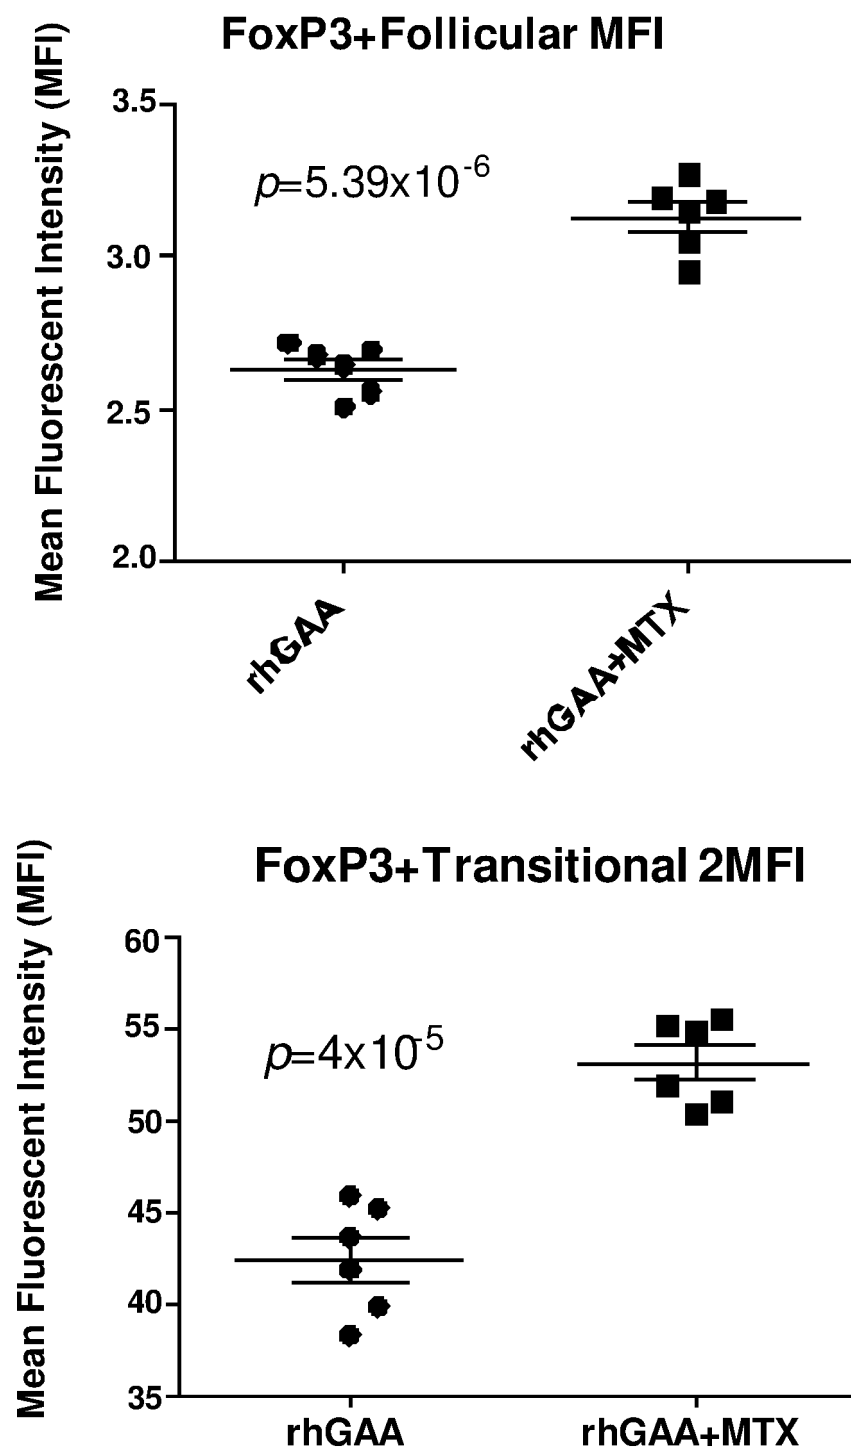 FoxP3+Follicular MFI
Mean Fluorescent Intensity (MFI)
3.5
3.0
2.5
2.0
p=5.39x10-6
rhGAA
rhGAA+MTX
FoxP3+Transitional 2MFI
Mean Fluorescent Intensity (MFI)
60
55
50
45
40
35
p=4x10-5
rhGAA
rhGAA+MTX